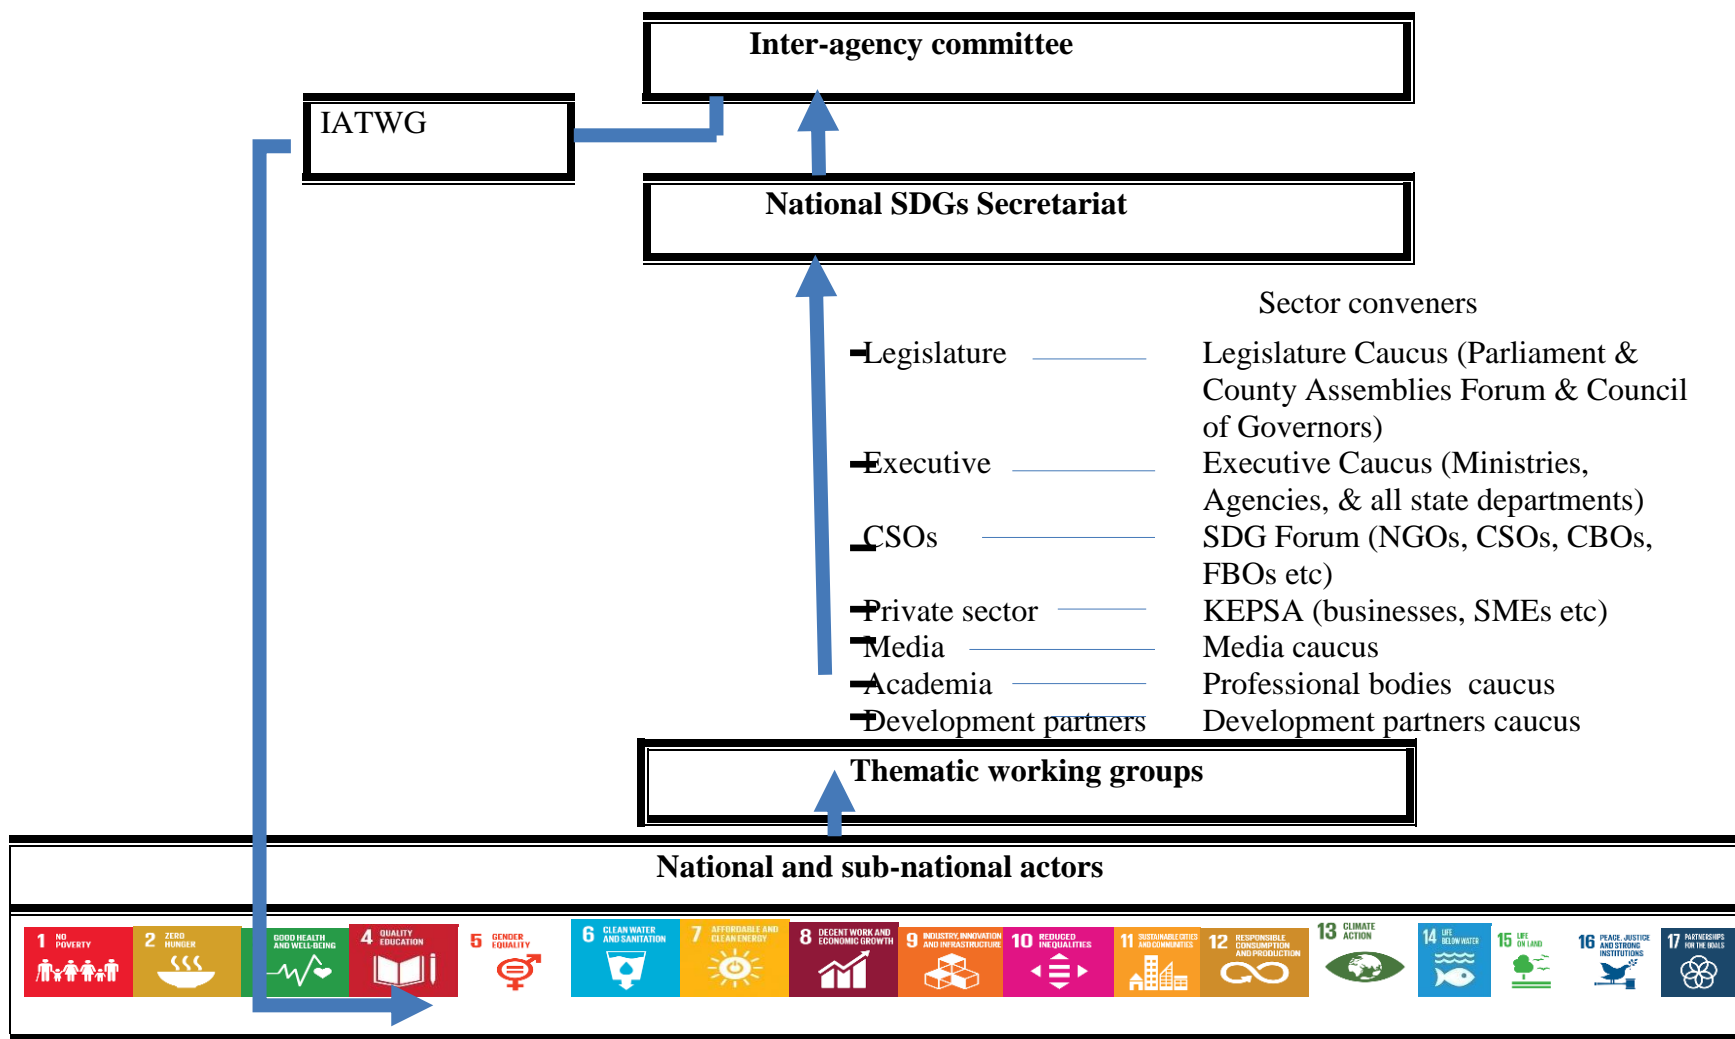 Inter-agency committee
IATWG
National SDGs Secretariat
Sector conveners
Legislature Legislature Caucus (Parliament &
County Assemblies Forum & Council
of Governors)
Executive Executive Caucus (Ministries,
Agencies, & all state departments)
CSOs SDG Forum (NGOs, CSOs, CBOs,
FBOs etc)
Private sector KEPSA (businesses, SMEs etc)
Media Media caucus
Academia Professional bodies caucus
Development partners Development partners caucus
Thematic working groups
National and sub-national actors
1 NO
POVERTY
2 ZERO
HUNGER
GOOD HEALTH
AND WELL-BEING
4 QUALITY
EDUCATION
5 GENDER
EQUALITY
6 CLEAN WATER
AND SANITATION
7 AFFORDABLE AND
CLEAN ENERGY
8 DECENT WORK AND
ECONOMIC GROWTH
9 INDUSTRY, INNOVATION
AND INFRASTRUCTURE
10 REDUCED
INEQUALITIES
11 SUSTAINABLE CITIES
AND COMMUNITIES
12 RESPONSIBLE
CONSUMPTION
AND PRODUCTION
13 CLIMATE
ACTION
14 LIFE
BELOW WATER
15 LIFE
ON LAND
16 PEACE, JUSTICE
AND STRONG
INSTITUTIONS
17 PARTNERSHIPS
FOR THE GOALS